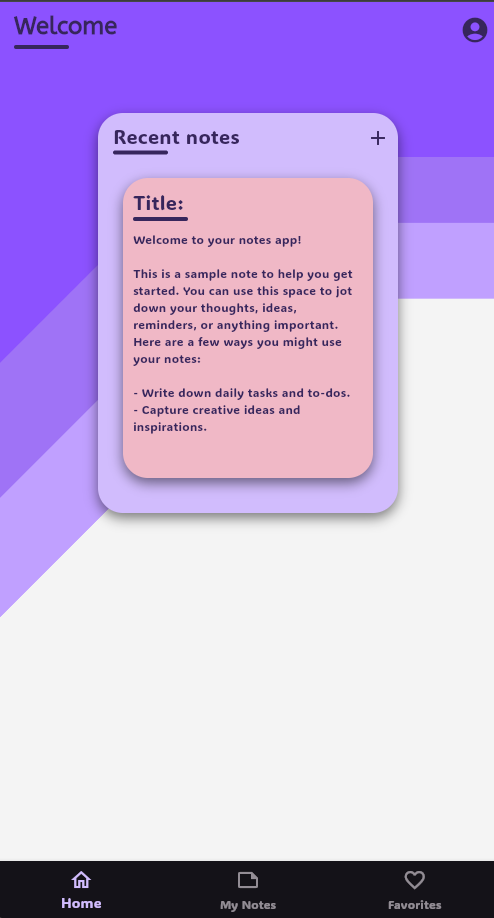 Welcome
Recent notes
Title:
Welcome to your notes app!
This is a sample note to help you get
started. You can use this space to jot
down your thoughts, ideas,
reminders, or anything important.
Here are a few ways you might use
your notes:
- Write down daily tasks and to-dos.
- Capture creative ideas and
inspirations.
Home
My Notes
Favorites